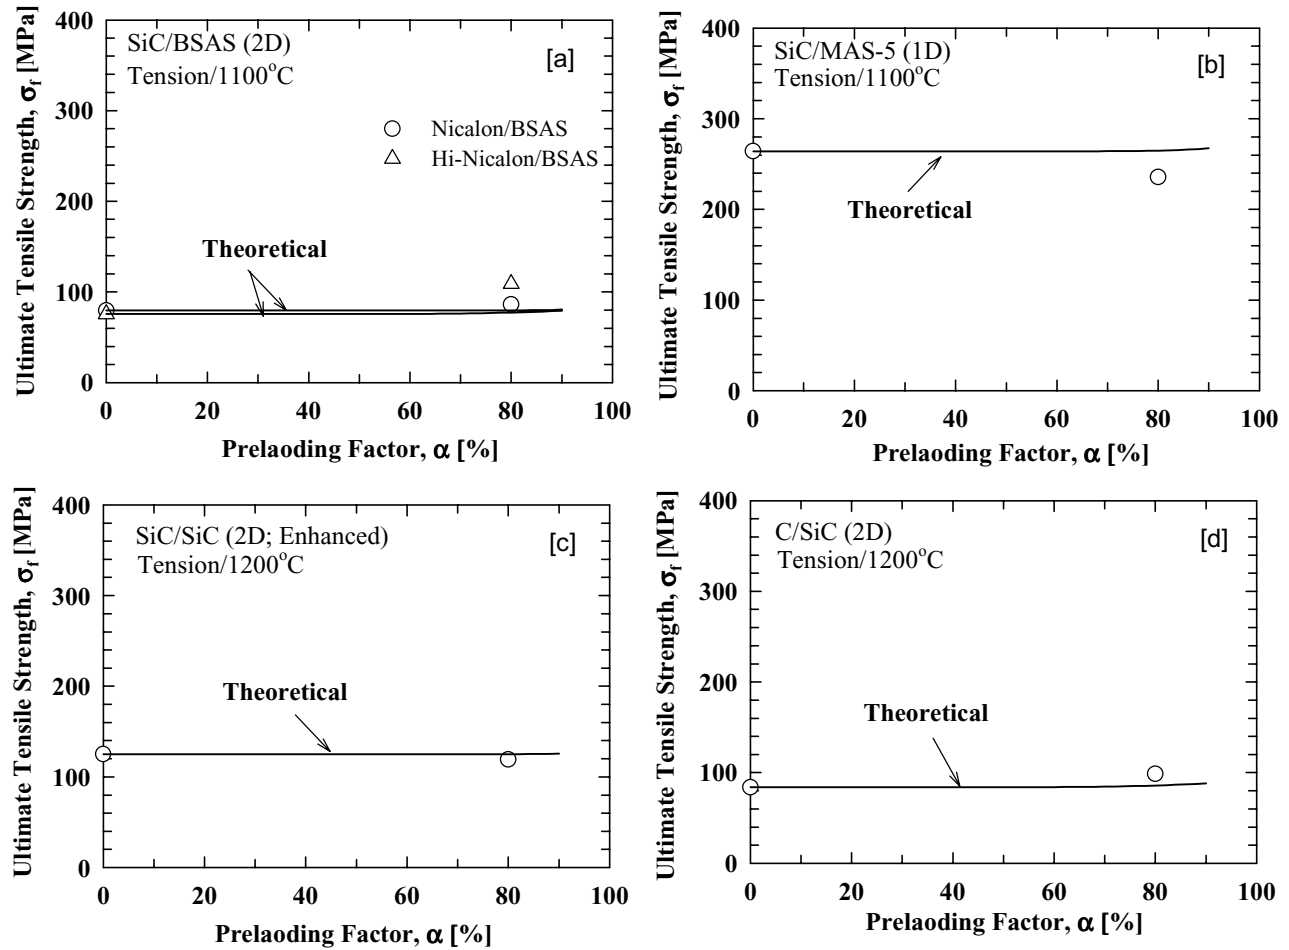 Ultimate Tensile Strength, σf [MPa]
400
300
200
100
0
SiC/BSAS (2D)
Tension/1100°C
[a]
Nicalon/BSAS
Hi-Nicalon/BSAS
Theoretical
0 20 40 60 80 100
Prelaoding Factor, α [%]
Ultimate Tensile Strength, σf [MPa]
400
300
200
100
0
SiC/MAS-5 (1D)
Tension/1100°C
[b]
Theoretical
0 20 40 60 80 100
Prelaoding Factor, α [%]
Ultimate Tensile Strength, σf [MPa]
400
300
200
100
0
SiC/SiC (2D; Enhanced)
Tension/1200°C
[c]
Theoretical
0 20 40 60 80 100
Prelaoding Factor, α [%]
Ultimate Tensile Strength, σf [MPa]
400
300
200
100
0
C/SiC (2D)
Tension/1200°C
[d]
Theoretical
0 20 40 60 80 100
Prelaoding Factor, α [%]